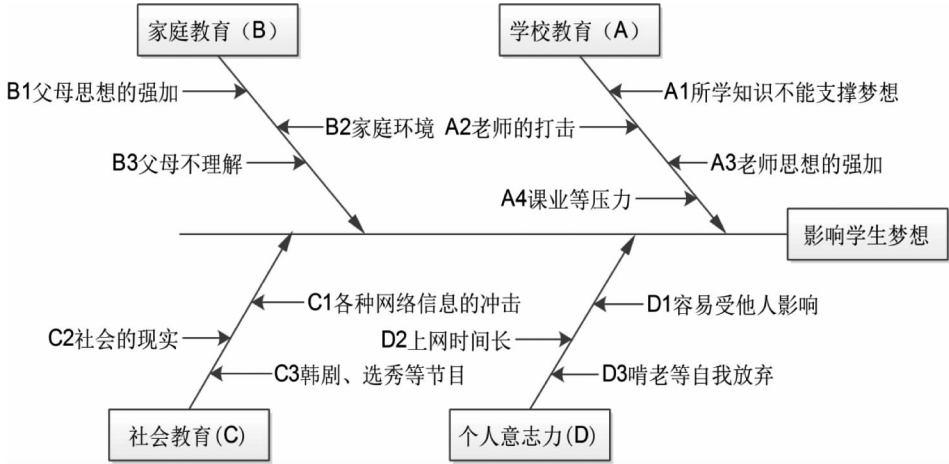 家庭教育（B）
学校教育（A）
B1父母思想的强加
A1所学知识不能支撑梦想
B2家庭环境
A2老师的打击
B3父母不理解
A3老师思想的强加
A4课业等压力
影响学生梦想
C1各种网络信息的冲击
D1容易受他人影响
C2社会的现实
D2上网时间长
C3韩剧、选秀等节目
D3啃老等自我放弃
社会教育(C)
个人意志力(D)